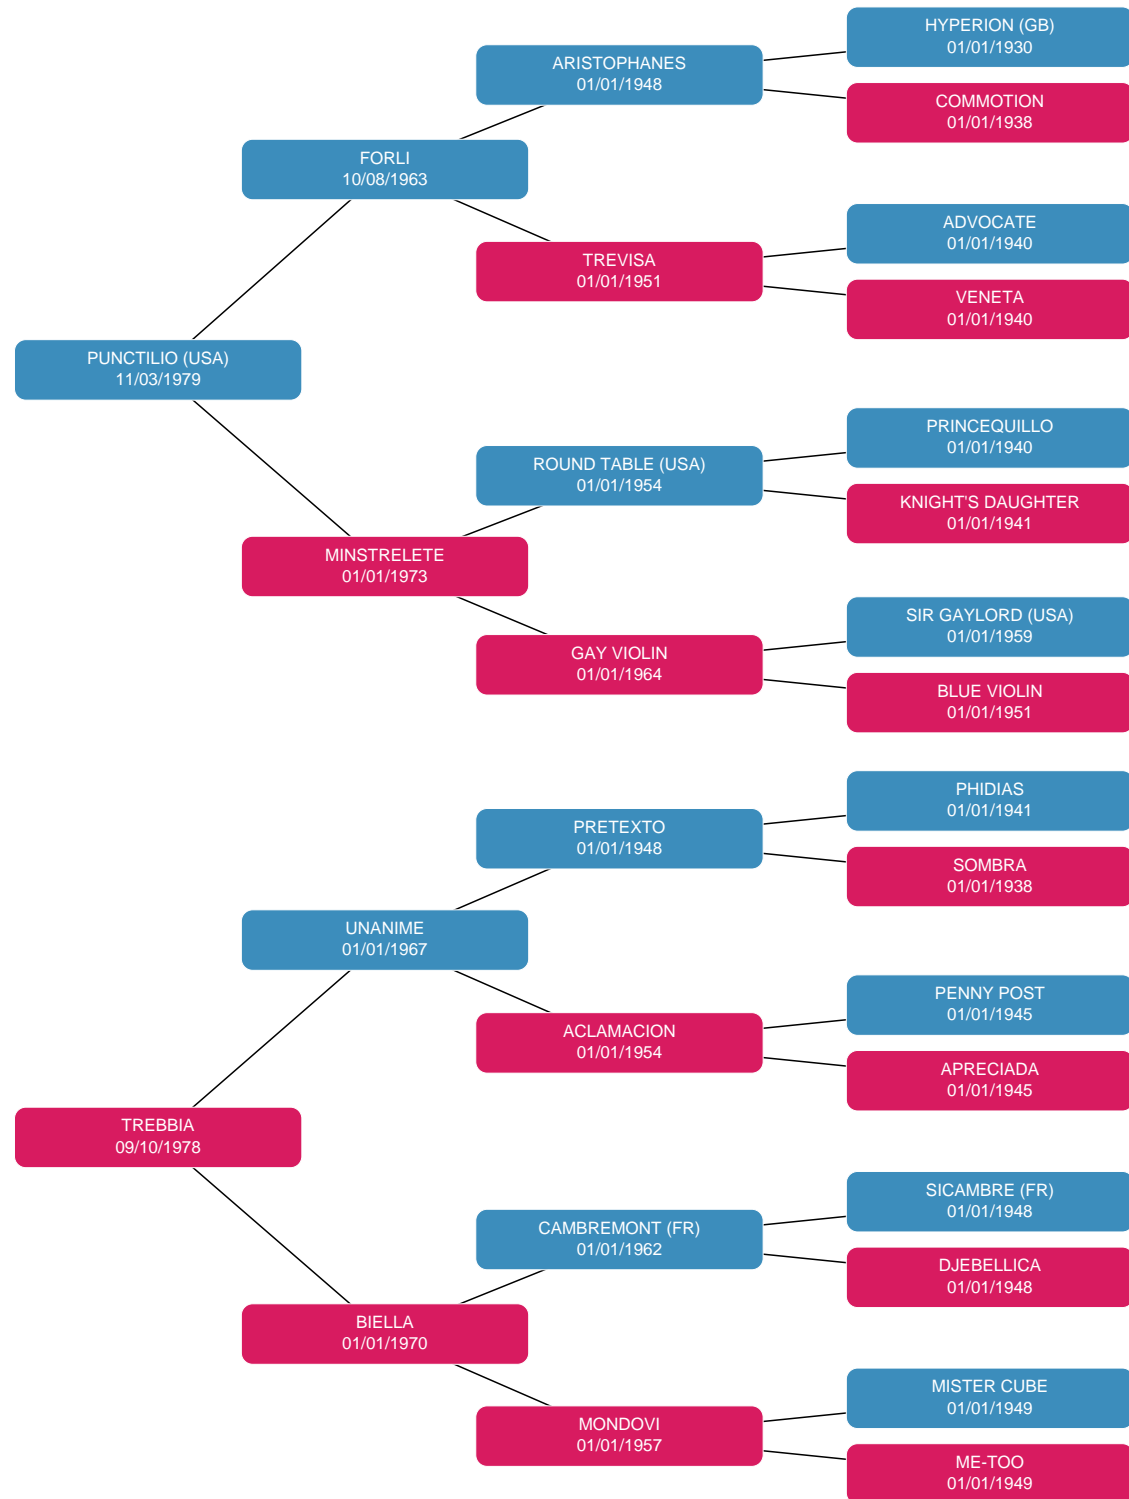 HYPERION (GB)
01/01/1930
ARISTOPHANES
01/01/1948
COMMOTION
01/01/1938
FORLI
10/08/1963
ADVOCATE
01/01/1940
TREVISA
01/01/1951
VENETA
01/01/1940
PUNCTILIO (USA)
11/03/1979
PRINCEQUILLO
01/01/1940
ROUND TABLE (USA)
01/01/1954
KNIGHT'S DAUGHTER
01/01/1941
MINSTRELETE
01/01/1973
SIR GAYLORD (USA)
01/01/1959
GAY VIOLIN
01/01/1964
BLUE VIOLIN
01/01/1951
PHIDIAS
01/01/1941
PRETEXTO
01/01/1948
SOMBRA
01/01/1938
UNANIME
01/01/1967
PENNY POST
01/01/1945
ACLAMACION
01/01/1954
APRECIADA
01/01/1945
TREBBIA
09/10/1978
SICAMBRE (FR)
01/01/1948
CAMBREMONT (FR)
01/01/1962
DJEBELLICA
01/01/1948
BIELLA
01/01/1970
MISTER CUBE
01/01/1949
MONDOVI
01/01/1957
ME-TOO
01/01/1949